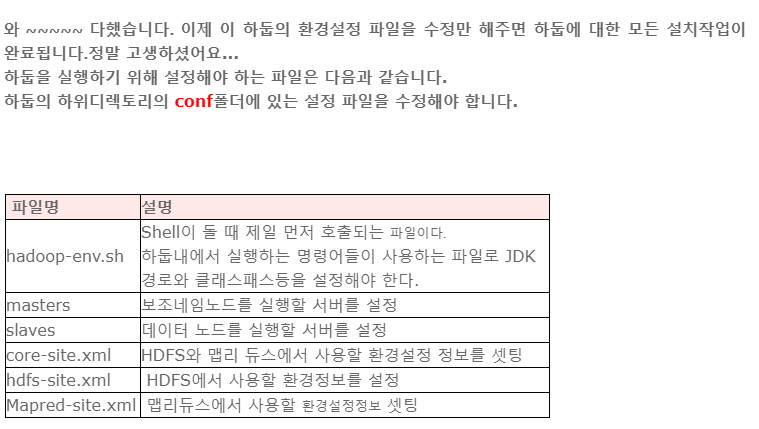 와 ~~~~~ 다했습니다. 이제 이 하둡의 환경설정 파일을 수정만 해주면 하둡에 대한 모든 설치작업이
완료됩니다.정말 고생하셨어요...
하둡을 실행하기 위해 설정해야 하는 파일은 다음과 같습니다.
하둡의 하위디렉토리의 conf폴더에 있는 설정 파일을 수정해야 합니다.
파일명 설명
Shell이 돌 때 제일 먼저 호출되는 파일이다.
hadoop-env.sh 하둡내에서 실행하는 명령어들이 사용하는 파일로 JDK
경로와 클래스패스등을 설정해야 한다.
masters 보조네임노드를 실행할 서버를 설정
slaves 데이터 노드를 실행할 서버를 설정
core-site.xml HDFS와 맵리 듀스에서 사용할 환경설정 정보를 셋팅
hdfs-site.xml HDFS에서 사용할 환경정보를 설정
Mapred-site.xml 맵리듀스에서 사용할 환경설정정보 셋팅